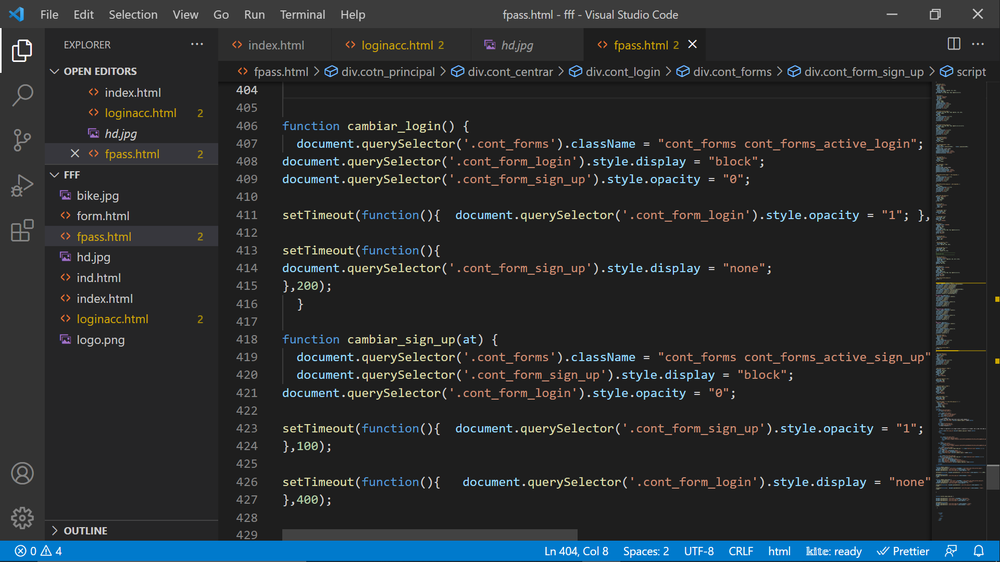 File Edit Selection View Go Run Terminal Help
fpass.html - fff - Visual Studio Code
EXPLORER
OPEN EDITORS
index.html
loginacc.html 2
hd.jpg
fpass.html 2
FFF
bike.jpg
form.html
fpass.html 2
hd.jpg
ind.html
index.html
loginacc.html 2
logo.png
OUTLINE
index.html loginacc.html 2 hd.jpg fpass.html 2
fpass.html > div.cotn_principal > div.cont_centrar > div.cont_login > div.cont_forms > div.cont_form_sign_up > script
404
405
406 function cambiar_login() {
407 document.querySelector('.cont_forms').className = "cont_forms cont_forms_active_login";
408 document.querySelector('.cont_form_login').style.display = "block";
409 document.querySelector('.cont_form_sign_up').style.opacity = "0";
410
411 setTimeout(function(){  document.querySelector('.cont_form_login').style.opacity = "1"; },
412
413 setTimeout(function(){
414 document.querySelector('.cont_form_sign_up').style.display = "none";
415 },200);
416 }
417
418 function cambiar_sign_up(at) {
419 document.querySelector('.cont_forms').className = "cont_forms cont_forms_active_sign_up"
420 document.querySelector('.cont_form_sign_up').style.display = "block";
421 document.querySelector('.cont_form_login').style.opacity = "0";
422
423 setTimeout(function(){  document.querySelector('.cont_form_sign_up').style.opacity = "1";
424 },100);
425
426 setTimeout(function(){   document.querySelector('.cont_form_login').style.display = "none"
427 },400);
428
429
0 4
Ln 404, Col 8 Spaces: 2 UTF-8 CRLF html kite: ready Prettier